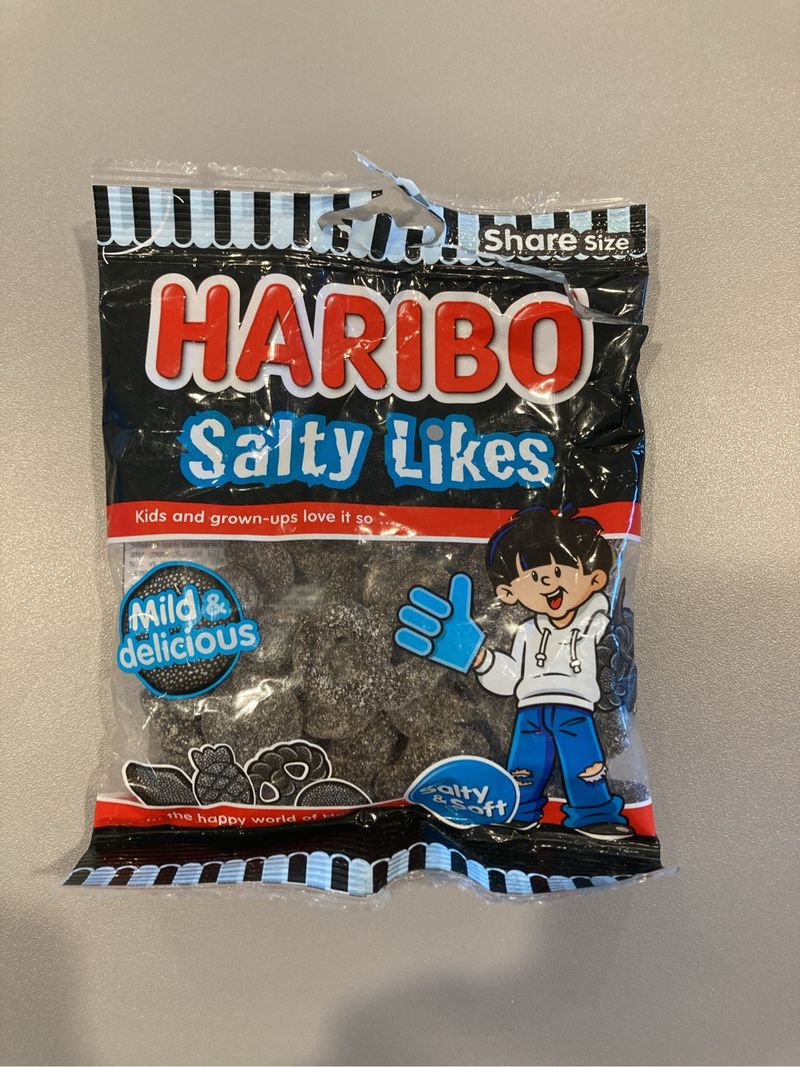 Share Size
HARIBO
Salty Likes
Kids and grown-ups love it so ...
Mild &
delicious
Salty
& Soft
... the happy world of